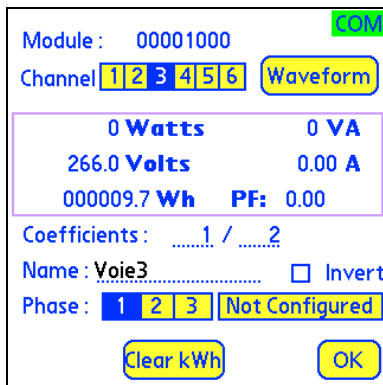 COM
Module : 00001000
Channel 1 2 3 4 5 6 Waveform
0 Watts 0 VA
266.0 Volts 0.00 A
000009.7 Wh PF: 0.00
Coefficients : 1 / 2
Name : Voie3 Invert
Phase : 1 2 3 Not Configured
Clear kWh OK